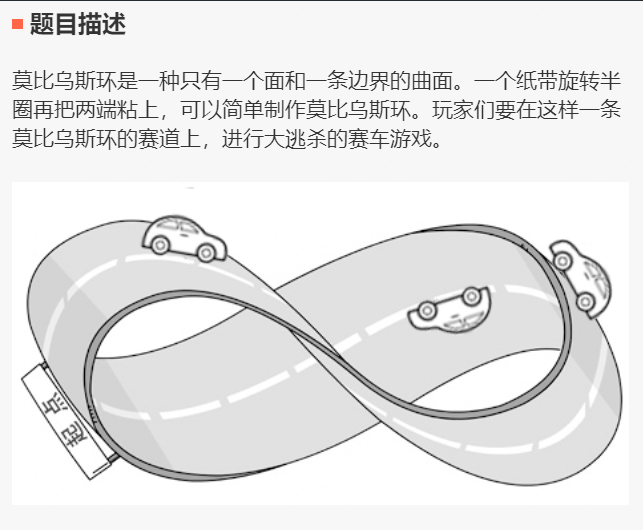 题目描述
莫比乌斯环是一种只有一个面和一条边界的曲面。一个纸带旋转半
圈再把两端粘上，可以简单制作莫比乌斯环。玩家们要在这样一条
莫比乌斯环的赛道上，进行大逃杀的赛车游戏。
起点